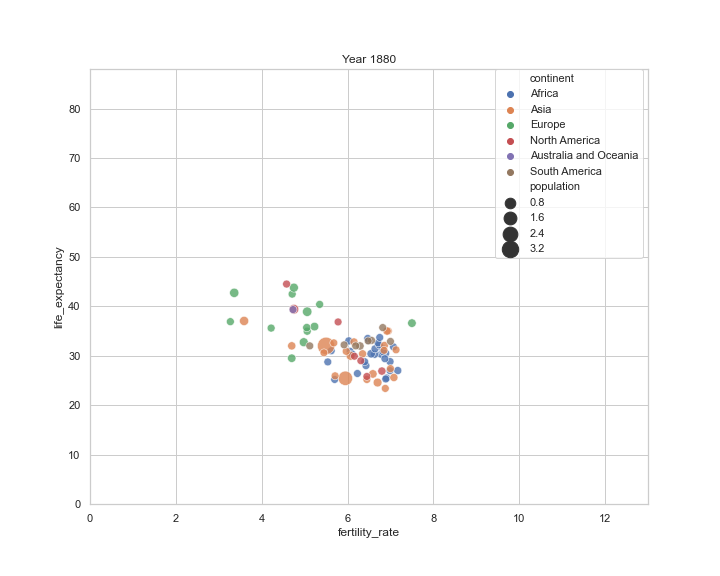 Year 1880
continent
Africa
Asia
Europe
North America
Australia and Oceania
South America
population
0.8
1.6
2.4
3.2
life_expectancy
80
70
60
50
40
30
20
10
0
0 2 4 6 8 10 12
fertility_rate